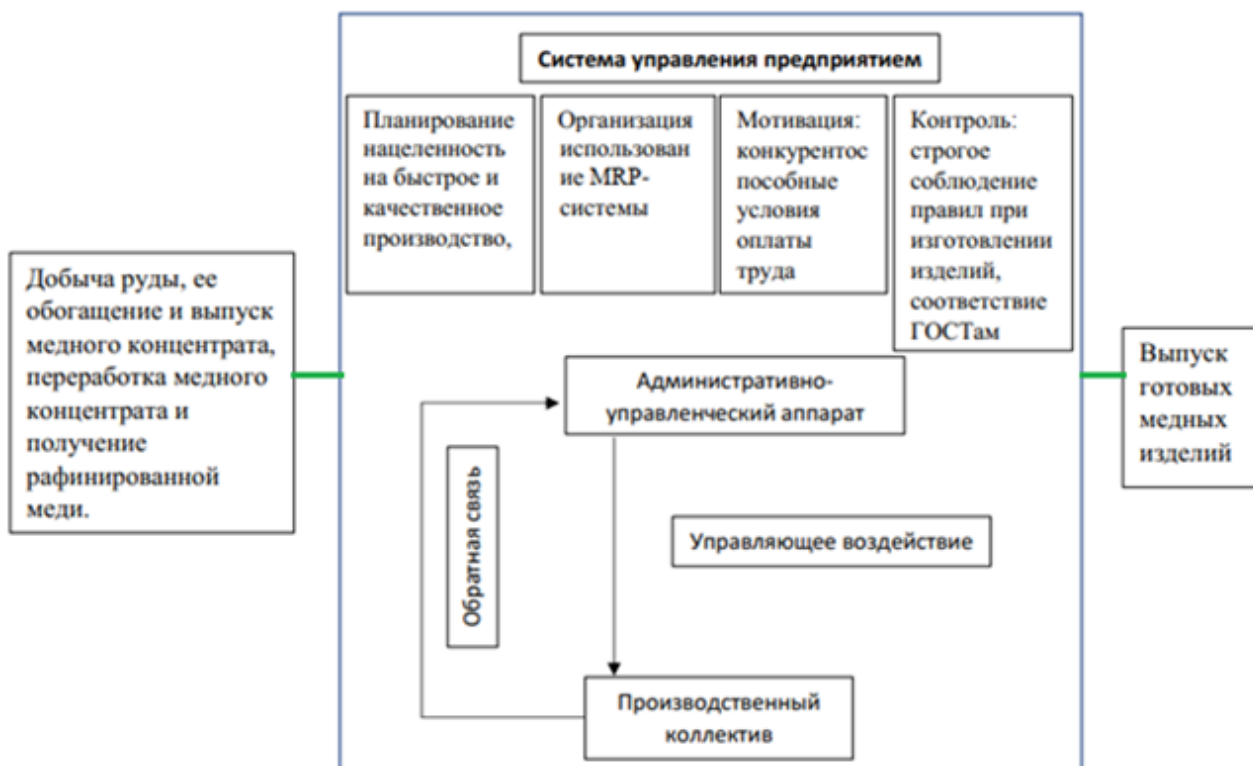 Система управления предприятием
Планирование
нацеленность
на быстрое и
качественное
производство,
Организация
использован
ие MRP-
системы
Мотивация:
конкурентос
пособные
условия
оплаты
труда
Контроль:
строгое
соблюдение
правил при
изготовлении
изделий,
соответствие
ГОСТам
Добыча руды, ее
обогащение и выпуск
медного концентрата,
переработка медного
концентрата и
получение
рафинированной
меди.
Административно-
управленческий аппарат
Обратная связь
Управляющее воздействие
Производственный
коллектив
Выпуск
готовых
медных
изделий